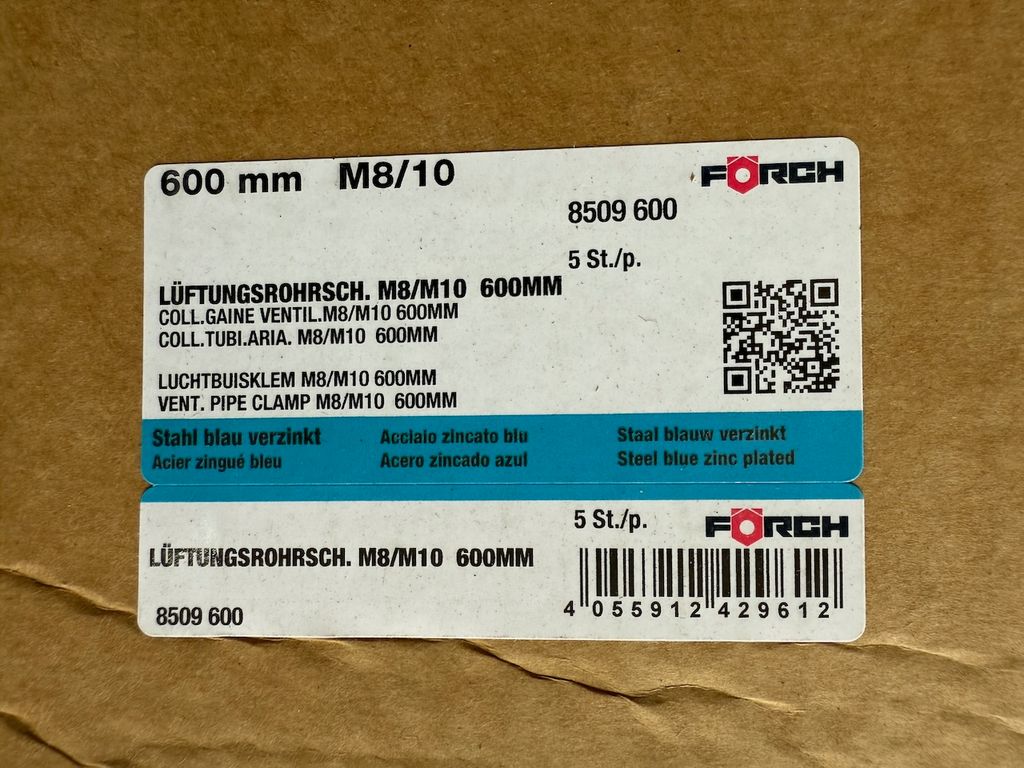 600 mm M8/10
FÖRCH
8509 600
5 St./p.
LÜFTUNGSROHRSCH. M8/M10 600MM
COLL.GAINE VENTIL.M8/M10 600MM
COLL.TUBI.ARIA. M8/M10 600MM
LUCHTBUISKLEM M8/M10 600MM
VENT. PIPE CLAMP M8/M10 600MM
Stahl blau verzinkt Acciaio zincato blu Staal blauw verzinkt
Acier zingué bleu Acero zincado azul Steel blue zinc plated
5 St./p. FÖRCH
LÜFTUNGSROHRSCH. M8/M10 600MM
8509 600
4 055912 429612